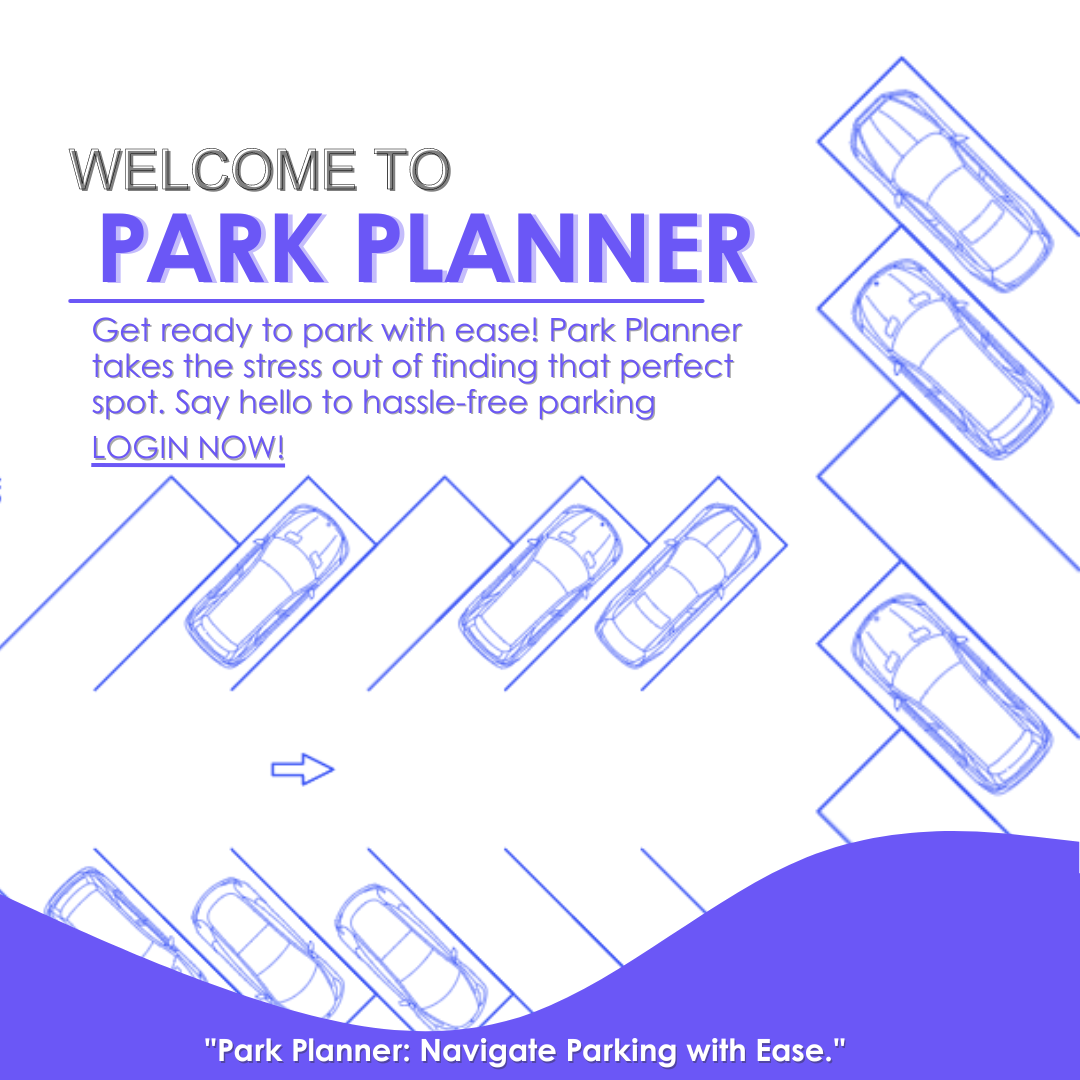 WELCOME TO
PARK PLANNER
Get ready to park with ease! Park Planner
takes the stress out of finding that perfect
spot. Say hello to hassle-free parking
LOGIN NOW!
"Park Planner: Navigate Parking with Ease."